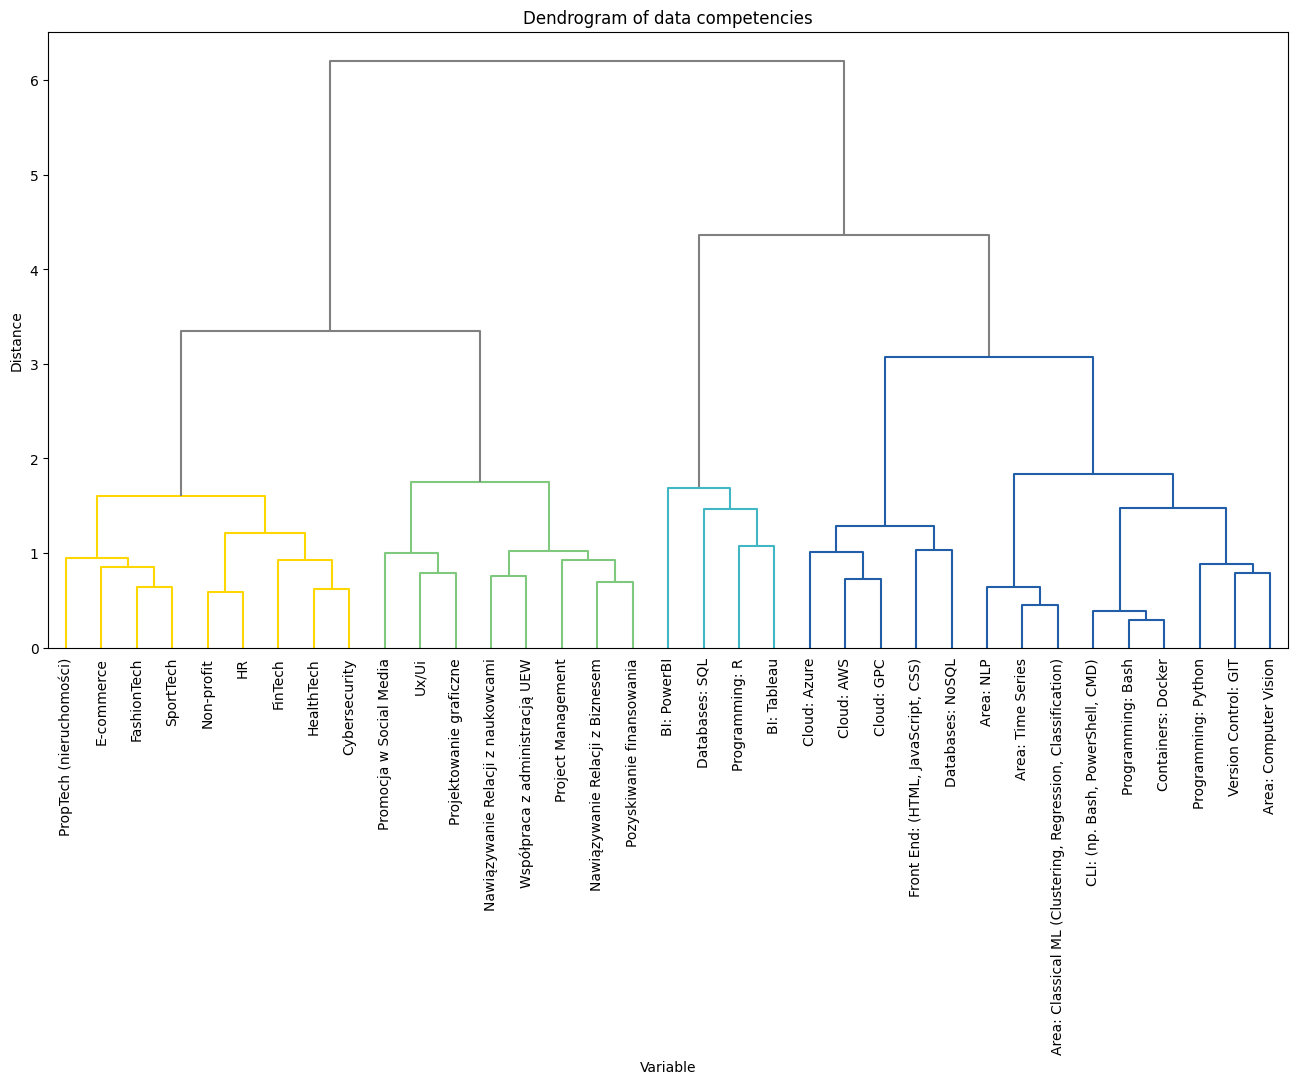 Dendrogram of data competencies
6
5
4
3
2
1
0
Distance
PropTech (nieruchomości)
E-commerce
FashionTech
SportTech
Non-profit
HR
FinTech
HealthTech
Cybersecurity
Promocja w Social Media
Ux/Ui
Projektowanie graficzne
Nawiązywanie Relacji z naukowcami
Współpraca z administracją UEW
Project Management
Nawiązywanie Relacji z Biznesem
Pozyskiwanie finansowania
BI: PowerBI
Databases: SQL
Programming: R
BI: Tableau
Cloud: Azure
Cloud: AWS
Cloud: GPC
Front End: (HTML, JavaScript, CSS)
Databases: NoSQL
Area: NLP
Area: Time Series
Area: Classical ML (Clustering, Regression, Classification)
CLI: (np. Bash, PowerShell, CMD)
Programming: Bash
Containers: Docker
Programming: Python
Version Control: GIT
Area: Computer Vision
Variable